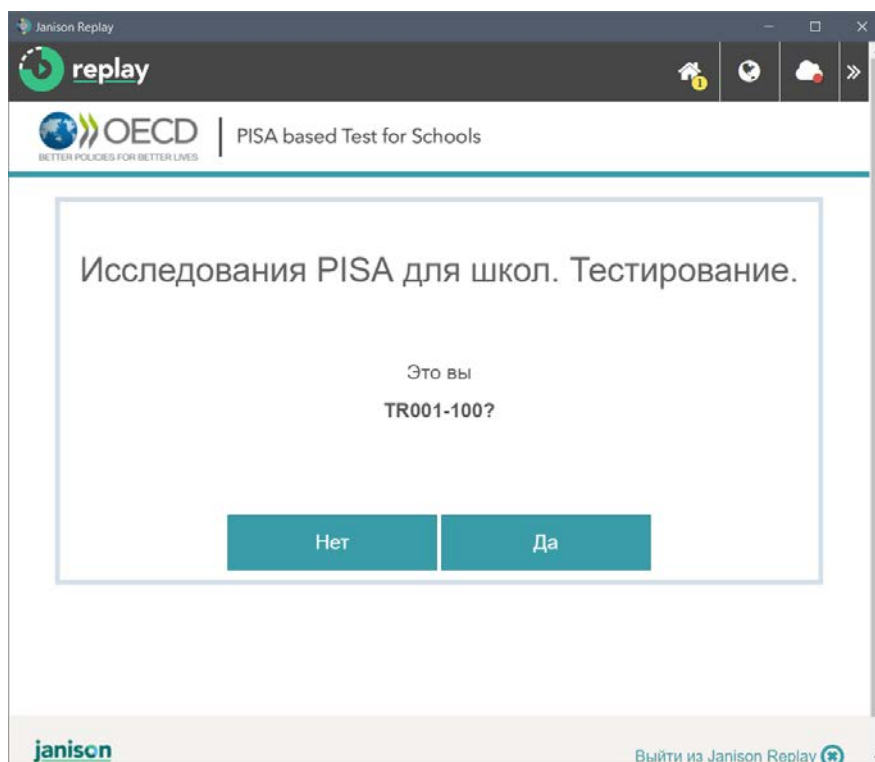 Janison Replay
replay
1
OECD
BETTER POLICIES FOR BETTER LIVES
PISA based Test for Schools
Исследования PISA для школ. Тестирование.
Это вы
TR001-100?
Нет
Да
janison
Выйти из Janison Replay